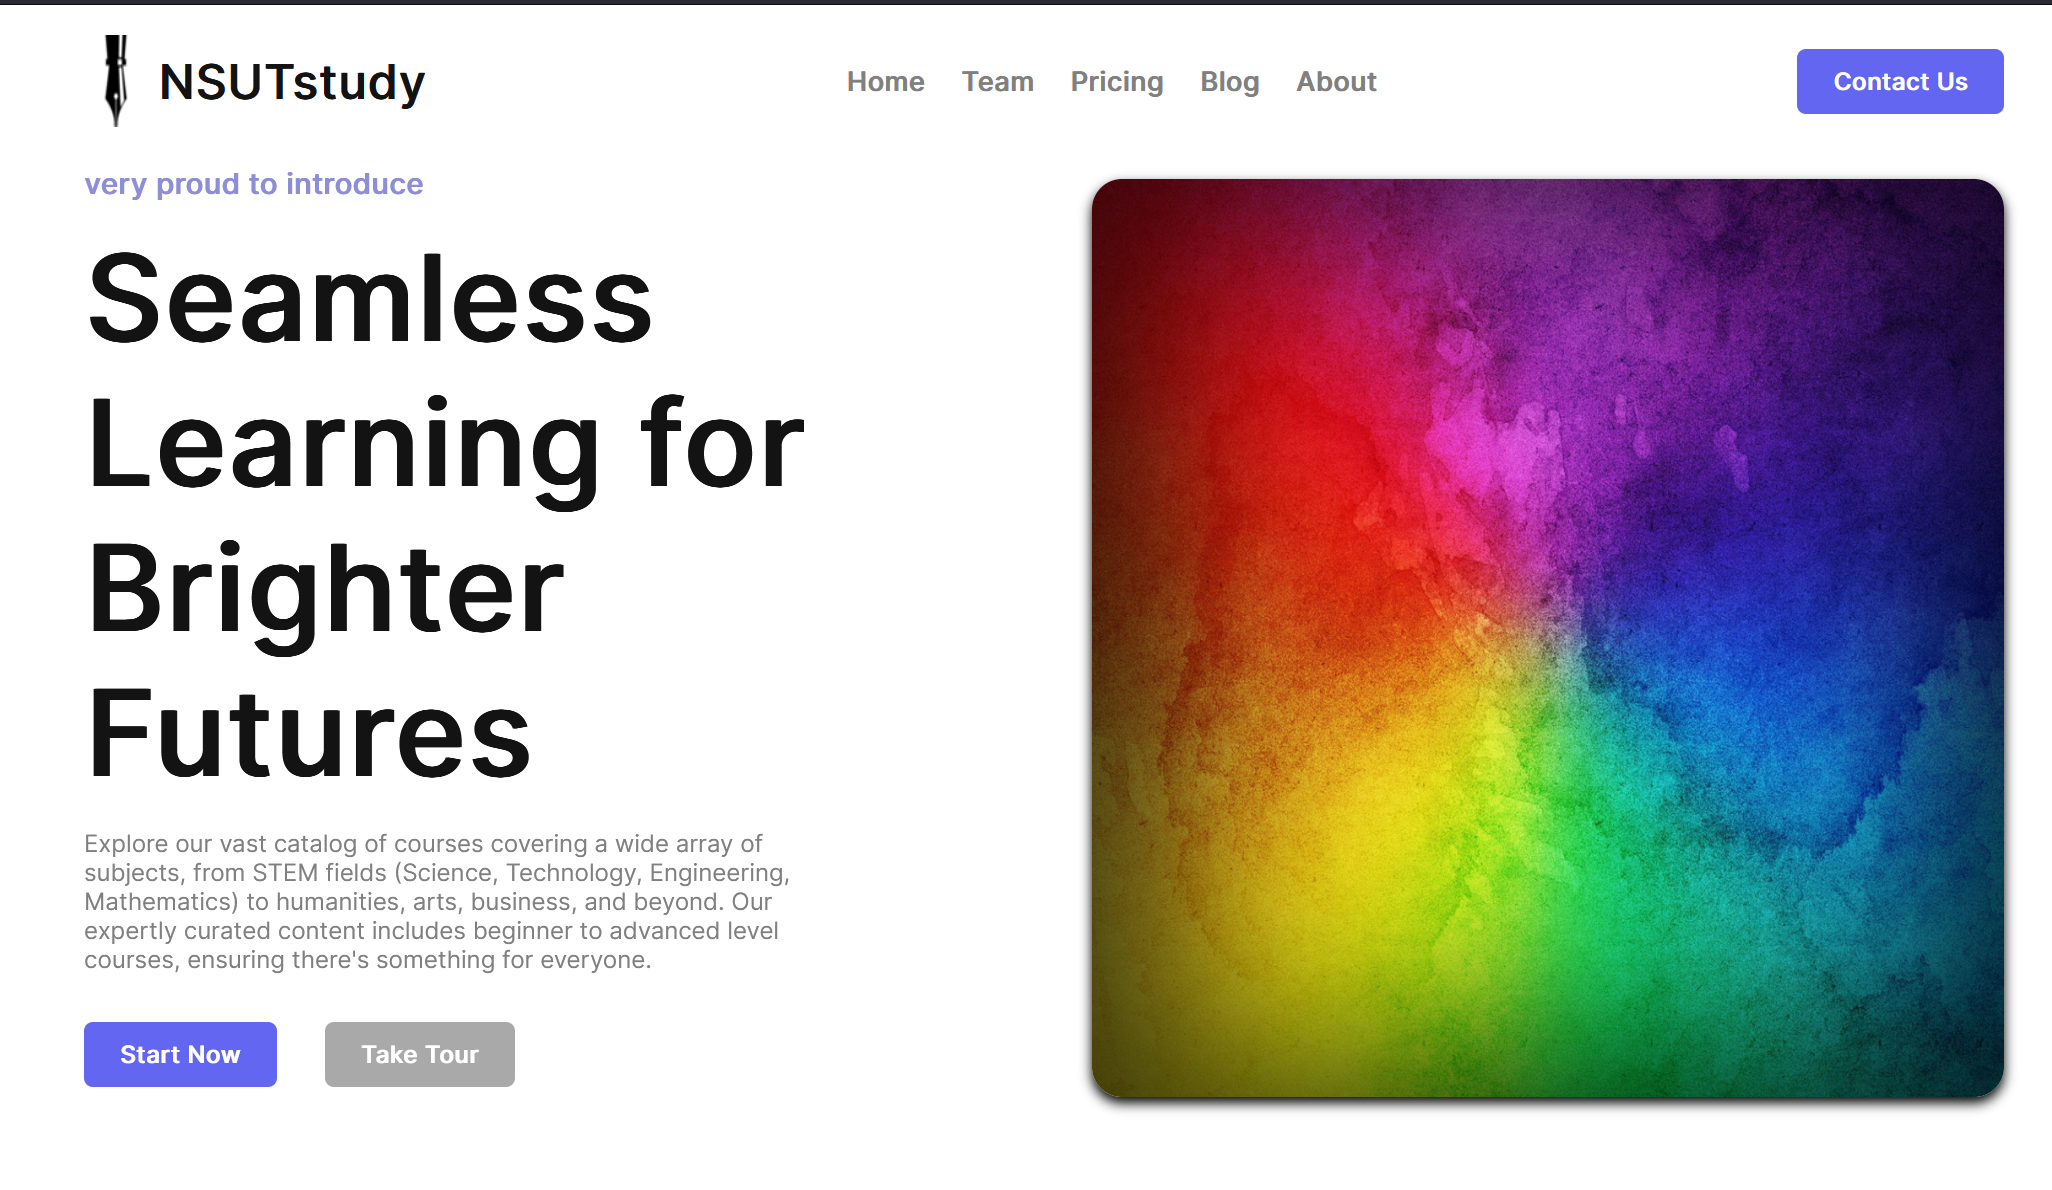 NSUTstudy
Home Team Pricing Blog About
Contact Us
very proud to introduce
Seamless
Learning for
Brighter
Futures
Explore our vast catalog of courses covering a wide array of
subjects, from STEM fields (Science, Technology, Engineering,
Mathematics) to humanities, arts, business, and beyond. Our
expertly curated content includes beginner to advanced level
courses, ensuring there's something for everyone.
Start Now
Take Tour